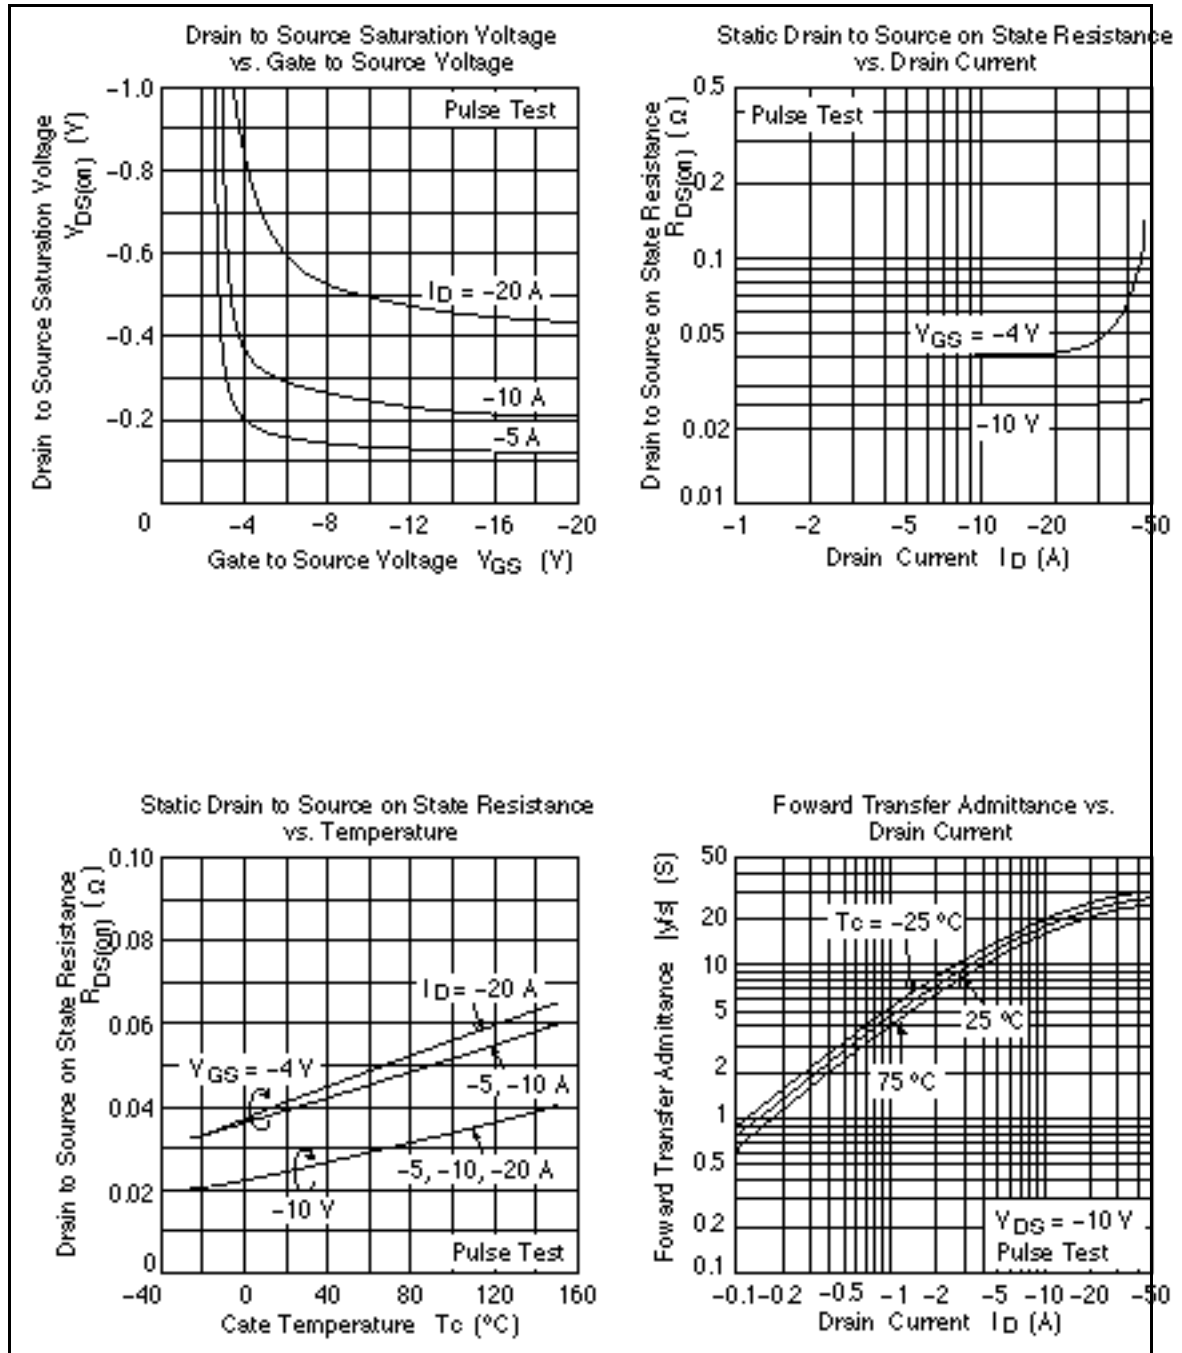 Drain to Source Saturation Voltage
vs. Gate to Source Voltage
Drain to Source Saturation Voltage
VDS(on) (V)
−1.0
−0.8
−0.6
−0.4
−0.2
0
Pulse Test
ID = −20 A
−10 A
−5 A
−4
−8
−12
−16
−20
Gate to Source Voltage VGS (V)
Static Drain to Source on State Resistance
vs. Drain Current
Drain to Source on State Resistance
RDS(on) (Ω)
0.5
0.2
0.1
0.05
0.02
0.01
Pulse Test
VGS = −4 V
−10 V
−1
−2
−5
−10
−20
−50
Drain Current ID (A)
Static Drain to Source on State Resistance
vs. Temperature
Drain to Source on State Resistance
RDS(on) (Ω)
0.10
0.08
0.06
0.04
0.02
0
ID = −20 A
VGS = −4 V
−5, −10 A
−5, −10, −20 A
−10 V
Pulse Test
−40
0
40
80
120
160
Cate Temperature Tc (°C)
Foward Transfer Admittance vs.
Drain Current
Foward Transfer Admittance |yfs| (S)
50
20
10
5
2
1
0.5
0.2
0.1
Tc = −25 °C
25 °C
75 °C
VDS = −10 V
Pulse Test
−0.1
−0.2
−0.5
−1
−2
−5
−10
−20
−50
Drain Current ID (A)